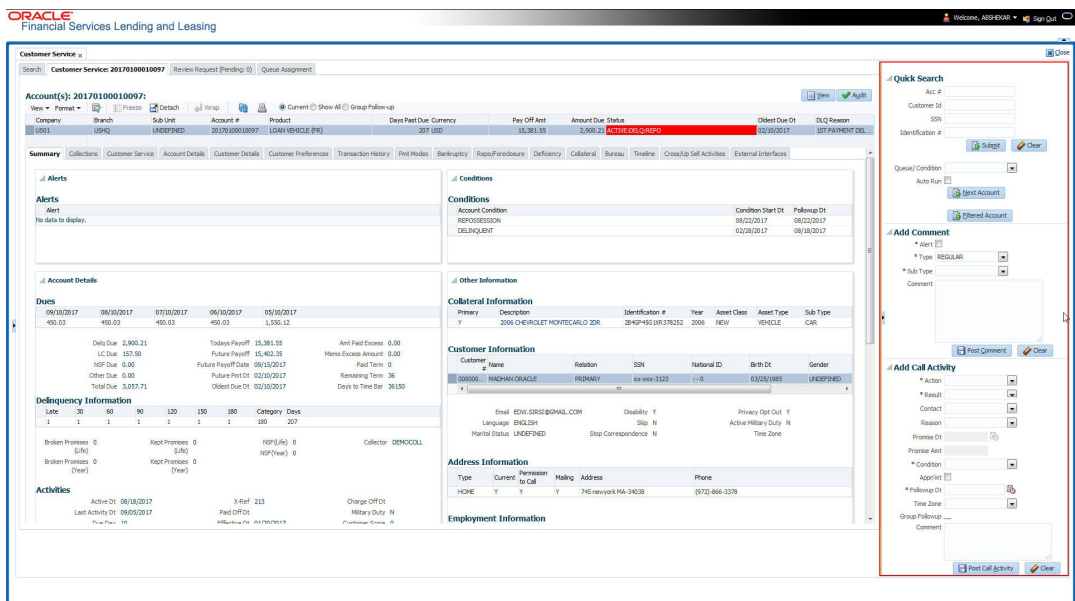 ORACLE®
Financial Services Lending and Leasing
Welcome, ABSHEKAR Sign Out
Customer Service x
Close
Search Customer Service: 20170100010097 Review Request (Pending: 0) Queue Assignment
Account(s): 20170100010097:
View Audit
View Format Freeze Detach Wrap Current Show All Group Follow-up
Company Branch Sub Unit Account # Product Days Past Due Currency Pay Off Amt Amount Due Status Oldest Due Dt DLQ Reason
US01 USHQ UNDEFINED 20170100010097 LOAN VEHICLE (FR) 207 USD 15,381.55 2,900.21 ACTIVE:DELQ:REPO 02/10/2017 1ST PAYMENT DEL...
Summary Collections Customer Service Account Details Customer Details Customer Preferences Transaction History Pmt Modes Bankruptcy Repo/Foreclosure Deficiency Collateral Bureau Timeline Cross/Up Sell Activities External Interfaces
Alerts
Alerts
Alert
No data to display.
Conditions
Conditions
Account Condition Condition Start Dt Followup Dt
REPOSSESSION 08/22/2017 08/22/2017
DELINQUENT 02/28/2017 08/18/2017
Account Details
Dues
09/10/2017 08/10/2017 07/10/2017 06/10/2017 05/10/2017
450.03 450.03 450.03 450.03 1,550.12
Delq Due 2,900.21 Todays Payoff 15,381.55 Amt Paid Excess 0.00
LC Due 157.50 Future Payoff 15,402.35 Memo Excess Amount 0.00
NSF Due 0.00 Future Payoff Date 09/15/2017 Paid Term 0
Other Due 0.00 Future Pmt Dt 02/10/2017 Remaining Term 36
Total Due 3,057.71 Oldest Due Dt 02/10/2017 Days to Time Bar 36150
Delinquency Information
Late 30 60 90 120 150 180 Category Days
1 1 1 1 1 1 1 180 207
Broken Promises (Life) 0 Kept Promises (Life) 0 NSF(Life) 0 Collector DEMOCOLL
Broken Promises (Year) 0 Kept Promises (Year) 0 NSF(Year) 0
Activities
Active Dt 08/18/2017 X-Ref 213 Charge Off Dt
Last Activity Dt 09/05/2017 Paid Off Dt Military Duty N
Due Day 10 Effective Dt 01/20/2017 Customer Score 0
Other Information
Collateral Information
Primary Description Identification # Year Asset Class Asset Type Sub Type
Y 2006 CHEVROLET MONTECARLO 2DR 2B4GP45G1XR378252 2006 NEW VEHICLE CAR
Customer Information
Customer # Name Relation SSN National ID Birth Dt Gender
000000... MADHAN ORACLE PRIMARY xx-xxx-3123 - - 0 03/25/1985 UNDEFINED
Email EDW.SIRSI@GMAIL.COM Disability Y Privacy Opt Out Y
Language ENGLISH Skip N Active Military Duty N
Marital Status UNDEFINED Stop Correspondence N Time Zone
Address Information
Type Current Permission to Call Mailing Address Phone
HOME Y Y Y 745 newyork MA-34038 (972)-866-3378
Employment Information
Quick Search
Acc #
Customer Id
SSN
Identification #
Submit Clear
Queue/ Condition
Auto Run
Next Account
Filtered Account
Add Comment
* Alert
* Type REGULAR
* Sub Type
Comment
Post Comment Clear
Add Call Activity
* Action
* Result
Contact
Reason
Promise Dt
Promise Amt
* Condition
Appn'mt
* Followup Dt
Time Zone
Group Followup
Comment
Post Call Activity Clear